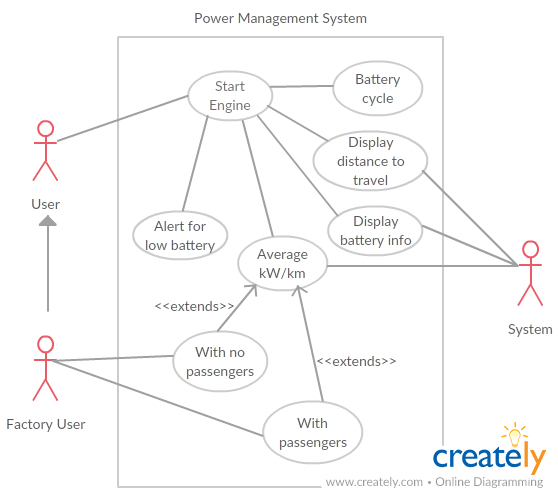 Power Management System
Start
Engine
Battery
cycle
Display
distance to
travel
User
Alert for
low battery
Display
battery info
Average
kW/km
<<extends>>
System
With no
passengers
<<extends>>
Factory User
With
passengers
creately
www.creately.com • Online Diagramming